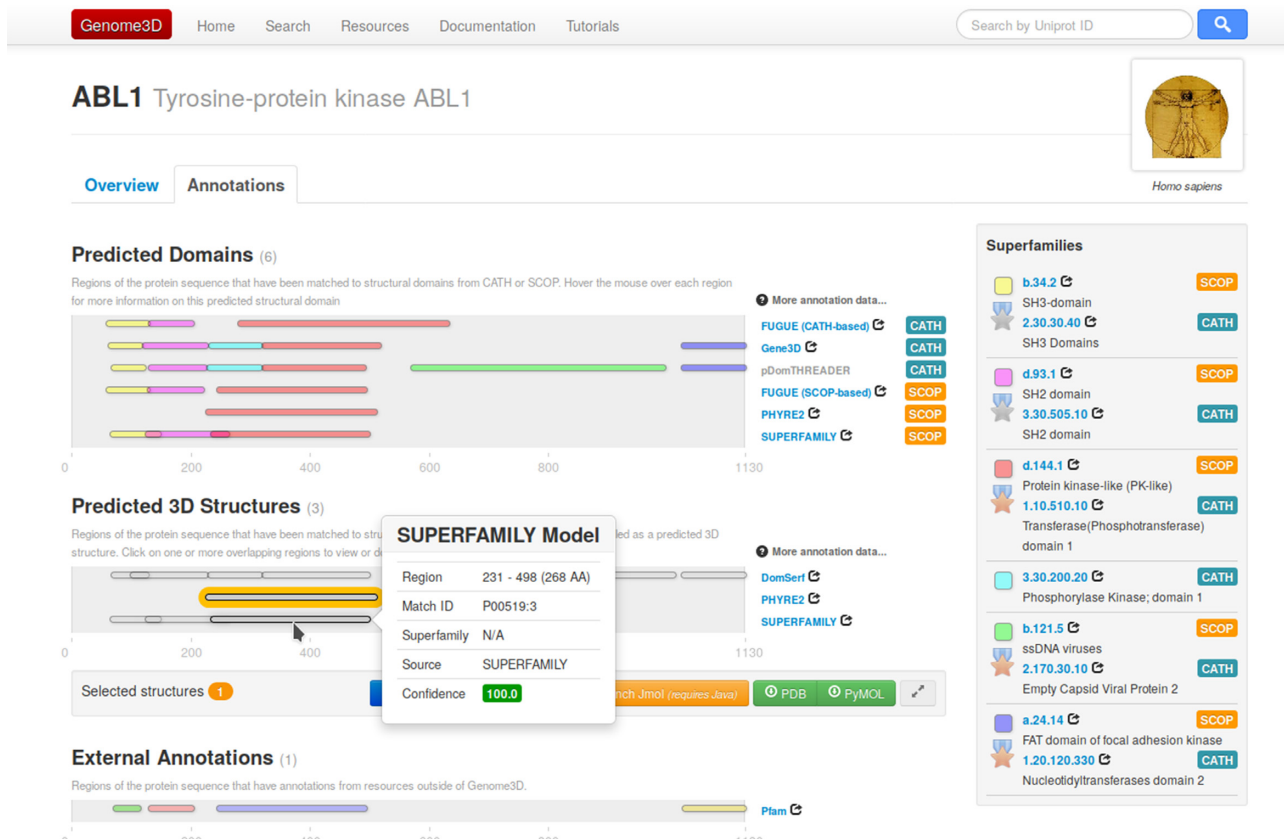 Genome3D Home Search Resources Documentation Tutorials Search by Uniprot ID
ABL1 Tyrosine-protein kinase ABL1
Homo sapiens
Overview Annotations
Predicted Domains (6)
Regions of the protein sequence that have been matched to structural domains from CATH or SCOP. Hover the mouse over each region
for more information on this predicted structural domain
More annotation data...
FUGUE (CATH-based) CATH
Gene3D CATH
pDomTHREADER CATH
FUGUE (SCOP-based) SCOP
PHYRE2 SCOP
SUPERFAMILY SCOP
0 200 400 600 800 1130
Predicted 3D Structures (3)
Regions of the protein sequence that have been matched to stru
led as a predicted 3D
structure. Click on one or more overlapping regions to view or d
More annotation data...
DomSerf
PHYRE2
SUPERFAMILY
0 200 400 1130
SUPERFAMILY Model
Region 231 - 498 (268 AA)
Match ID P00519:3
Superfamily N/A
Source SUPERFAMILY
Confidence 100.0
Selected structures 1
nch Jmol (requires Java) PDB PyMOL
External Annotations (1)
Regions of the protein sequence that have annotations from resources outside of Genome3D.
Pfam
Superfamilies
b.34.2 SCOP
SH3-domain
2.30.30.40 CATH
SH3 Domains
d.93.1 SCOP
SH2 domain
3.30.505.10 CATH
SH2 domain
d.144.1 SCOP
Protein kinase-like (PK-like)
1.10.510.10 CATH
Transferase(Phosphotransferase)
domain 1
3.30.200.20 CATH
Phosphorylase Kinase; domain 1
b.121.5 SCOP
ssDNA viruses
2.170.30.10 CATH
Empty Capsid Viral Protein 2
a.24.14 SCOP
FAT domain of focal adhesion kinase
1.20.120.330 CATH
Nucleotidyltransferases domain 2